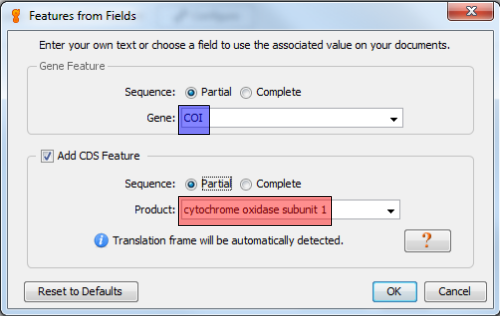 Features from Fields
Enter your own text or choose a field to use the associated value on your documents.
Gene Feature
Sequence: Partial Complete
Gene: COI
Add CDS Feature
Sequence: Partial Complete
Product: cytochrome oxidase subunit 1
Translation frame will be automatically detected. ?
Reset to Defaults OK Cancel